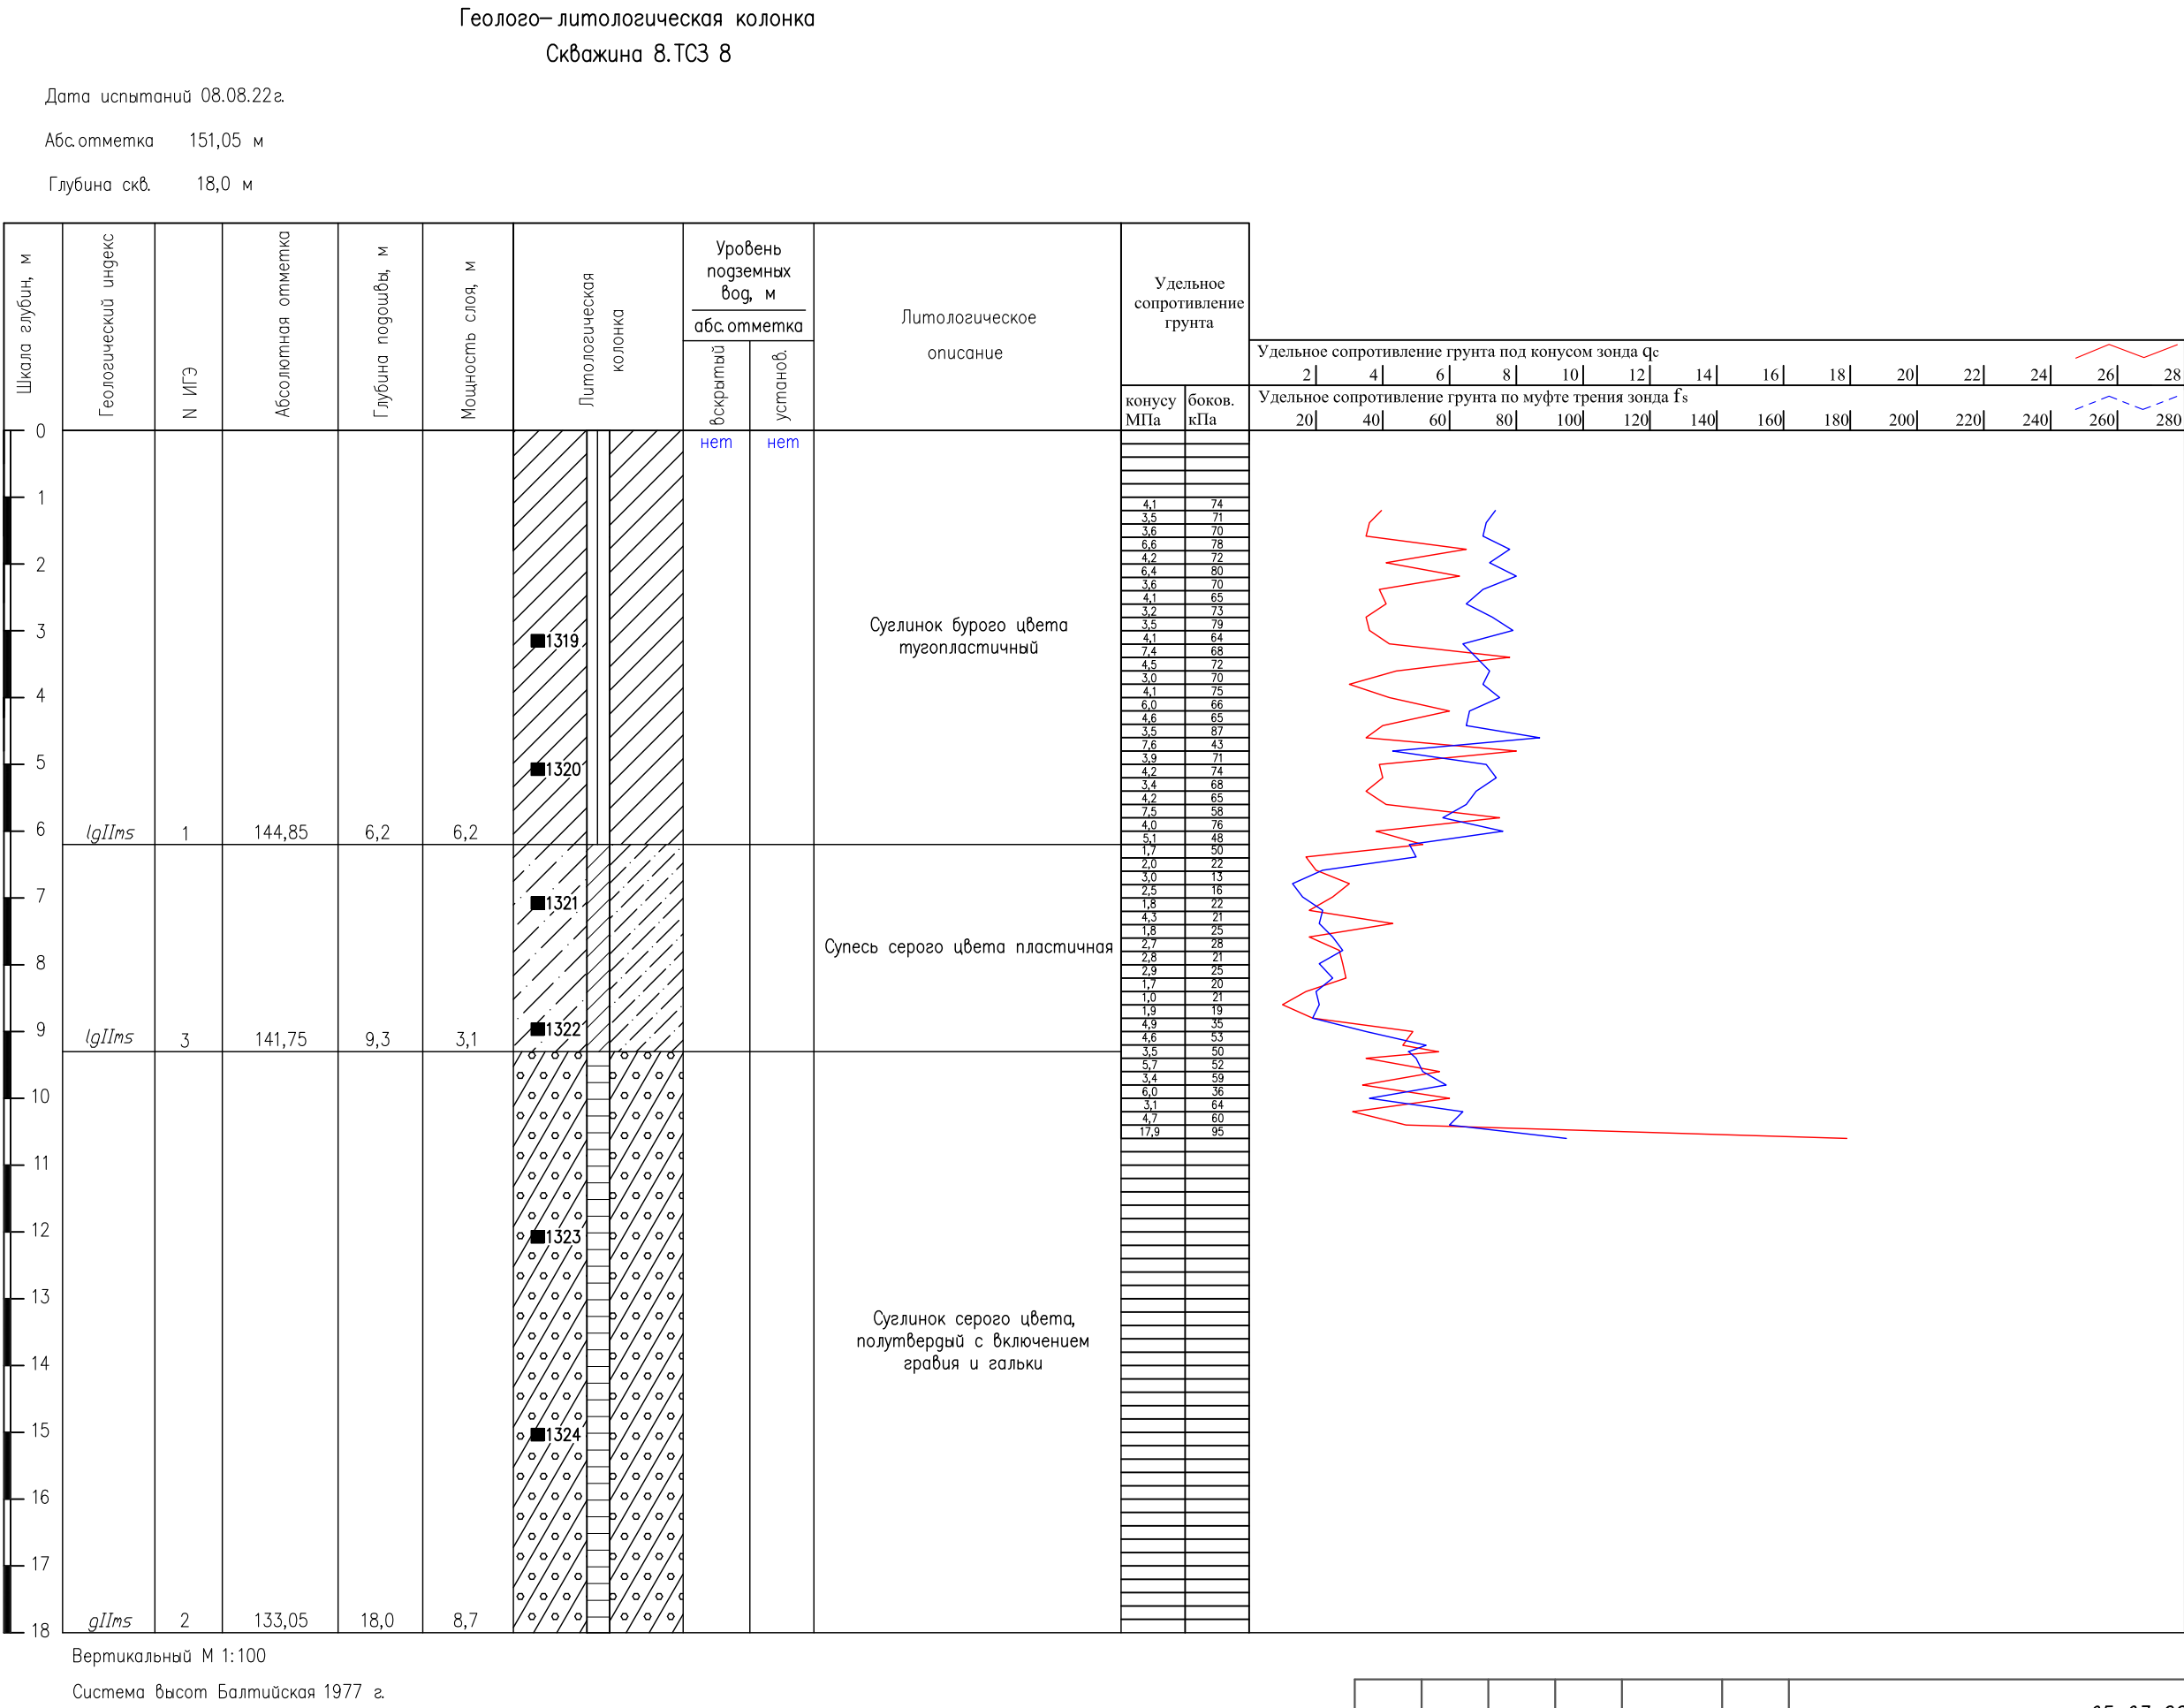 Геолого-литологическая колонка
Скважина 8.ТСЗ 8
Дата испытаний 08.08.22г.
Абс.отметка 151,05 м
Глубина скв. 18,0 м
Шкала глубин, м
Геологический индекс
N ИГЭ
Абсолютная отметка
Глубина подошвы, м
Мощность слоя, м
Литологическая
колонка
Уровень
подземных
вод, м
абс.отметка
вскрытый
установ.
Литологическое
описание
Удельное
сопротивление
грунта
конусу
МПа
боков.
кПа
Удельное сопротивление грунта под конусом зонда qc
2 4 6 8 10 12 14 16 18 20 22 24 26 28
Удельное сопротивление грунта по муфте трения зонда fs
20 40 60 80 100 120 140 160 180 200 220 240 260 280
0
нет нет
1
4,1 74
3,5 71
3,6 70
6,6 78
4,2 72
2
6,4 80
3,6 70
4,1 65
3,2 73
3,5 79
3
1319
Суглинок бурого цвета
тугопластичный
4,1 64
7,4 68
4,5 72
3,0 70
4,1 75
4
6,0 66
4,6 65
3,5 87
7,6 43
3,9 71
5
1320
4,2 74
3,4 68
4,2 65
7,5 58
4,0 76
6
lgIIms 1 144,85 6,2 6,2
5,1 48
1,7 50
2,0 22
3,0 13
2,5 16
7
1321
1,8 22
4,3 21
1,8 25
2,7 28
Супесь серого цвета пластичная
2,8 21
8
2,9 25
1,7 20
1,0 21
1,9 19
4,9 35
9
1322
lgIIms 3 141,75 9,3 3,1
4,6 53
3,5 50
5,7 52
3,4 59
6,0 36
10
3,1 64
4,7 60
17,9 95
11
12
1323
13
Суглинок серого цвета,
полутвердый с включением
гравия и гальки
14
15
1324
16
17
gIIms 2 133,05 18,0 8,7
18
Вертикальный М 1:100
Система высот Балтийская 1977 г.